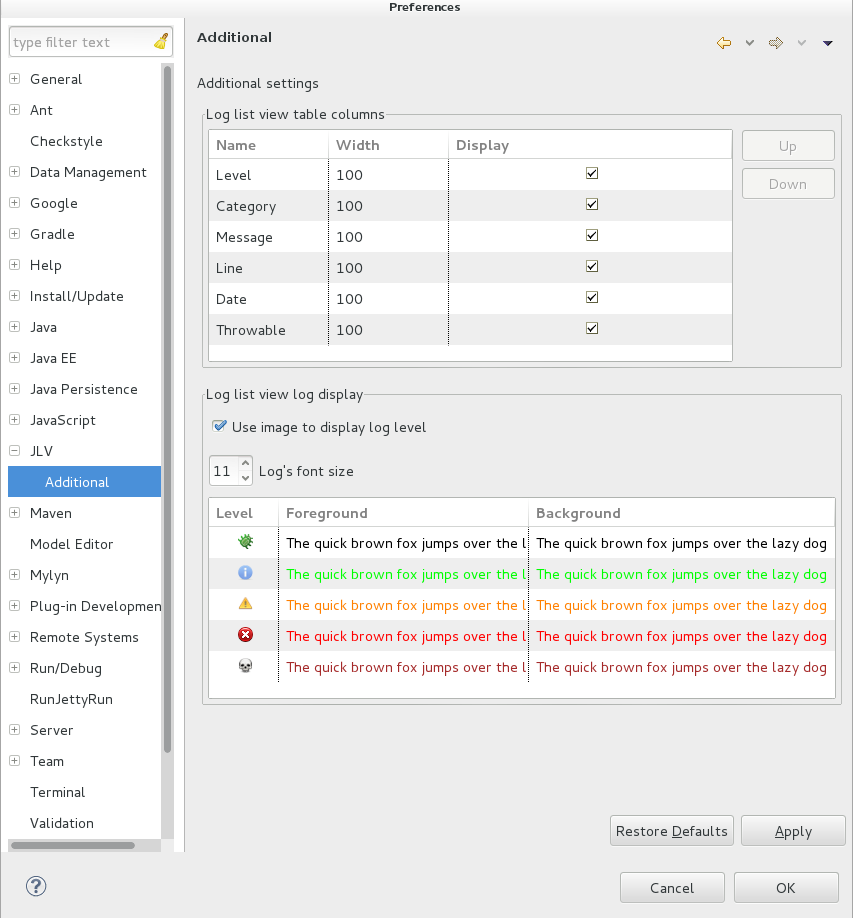 Preferences
type filter text
General
Ant
Checkstyle
Data Management
Google
Gradle
Help
Install/Update
Java
Java EE
Java Persistence
JavaScript
JLV
Additional
Maven
Model Editor
Mylyn
Plug-in Developmen
Remote Systems
Run/Debug
RunJettyRun
Server
Team
Terminal
Validation
Additional
Additional settings
Log list view table columns
Name Width Display
Level 100
Category 100
Message 100
Line 100
Date 100
Throwable 100
Up
Down
Log list view log display
Use image to display log level
11 Log's font size
Level Foreground Background
The quick brown fox jumps over the l The quick brown fox jumps over the lazy dog
The quick brown fox jumps over the l The quick brown fox jumps over the lazy dog
The quick brown fox jumps over the l The quick brown fox jumps over the lazy dog
The quick brown fox jumps over the l The quick brown fox jumps over the lazy dog
The quick brown fox jumps over the l The quick brown fox jumps over the lazy dog
Restore Defaults Apply
? Cancel OK